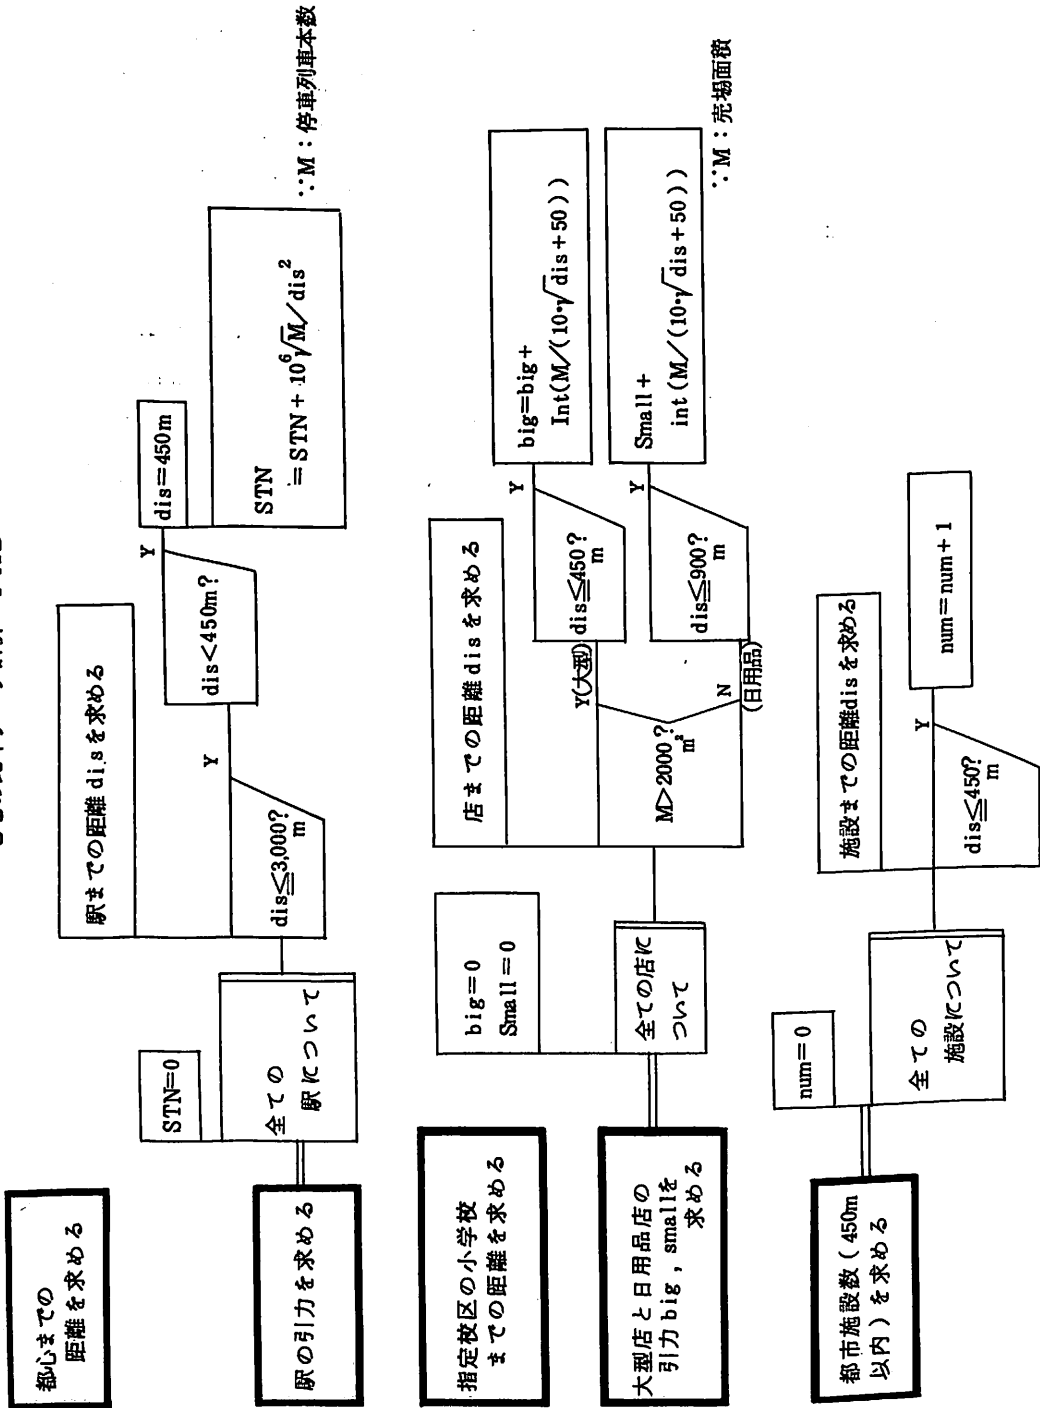 都心までの
距離を求める
駅の引力を求める
STN=0
全ての
駅について
駅までの距離disを求める
dis≦3,000?
m
Y
dis<450m?
Y
dis=450m
STN
=STN+10⁶√M/dis²
∵M:停車列車本数
指定校区の小学校
までの距離を求める
大型店と日用品店の
引力big,smallを
求める
big=0
Small=0
全ての店に
ついて
店までの距離disを求める
M>2000?
m²
Y(大型)
N
(日用品)
dis≦450?
m
Y
big=big+
Int(M/(10·√dis+50))
dis≦900?
m
Y
Small+
int(M/(10·√dis+50))
∵M:売場面積
都市施設数(450m
以内)を求める
num=0
全ての
施設について
施設までの距離disを求める
dis≦450?
m
Y
num=num+1